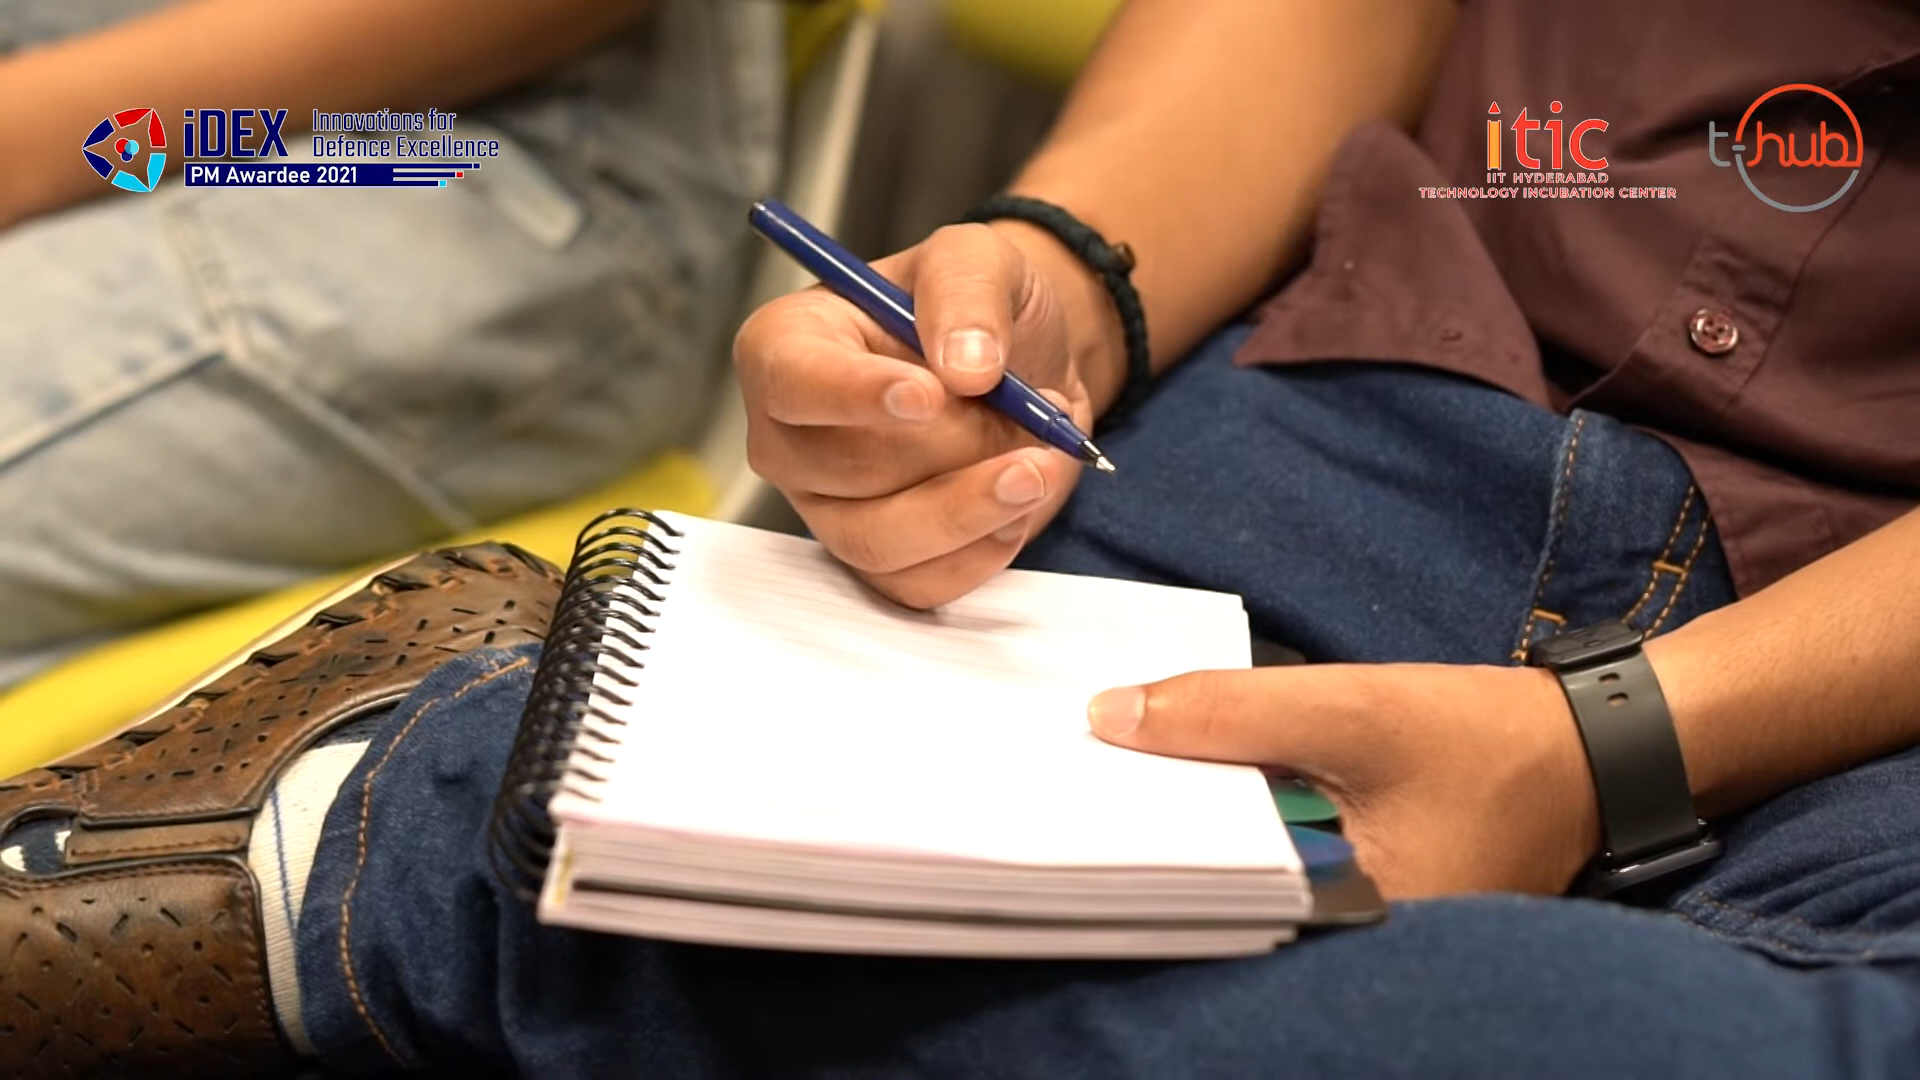 iDEX
Innovations for
Defence Excellence
PM Awardee 2021
itic
IIT HYDERABAD
TECHNOLOGY INCUBATION CENTER
t-hub